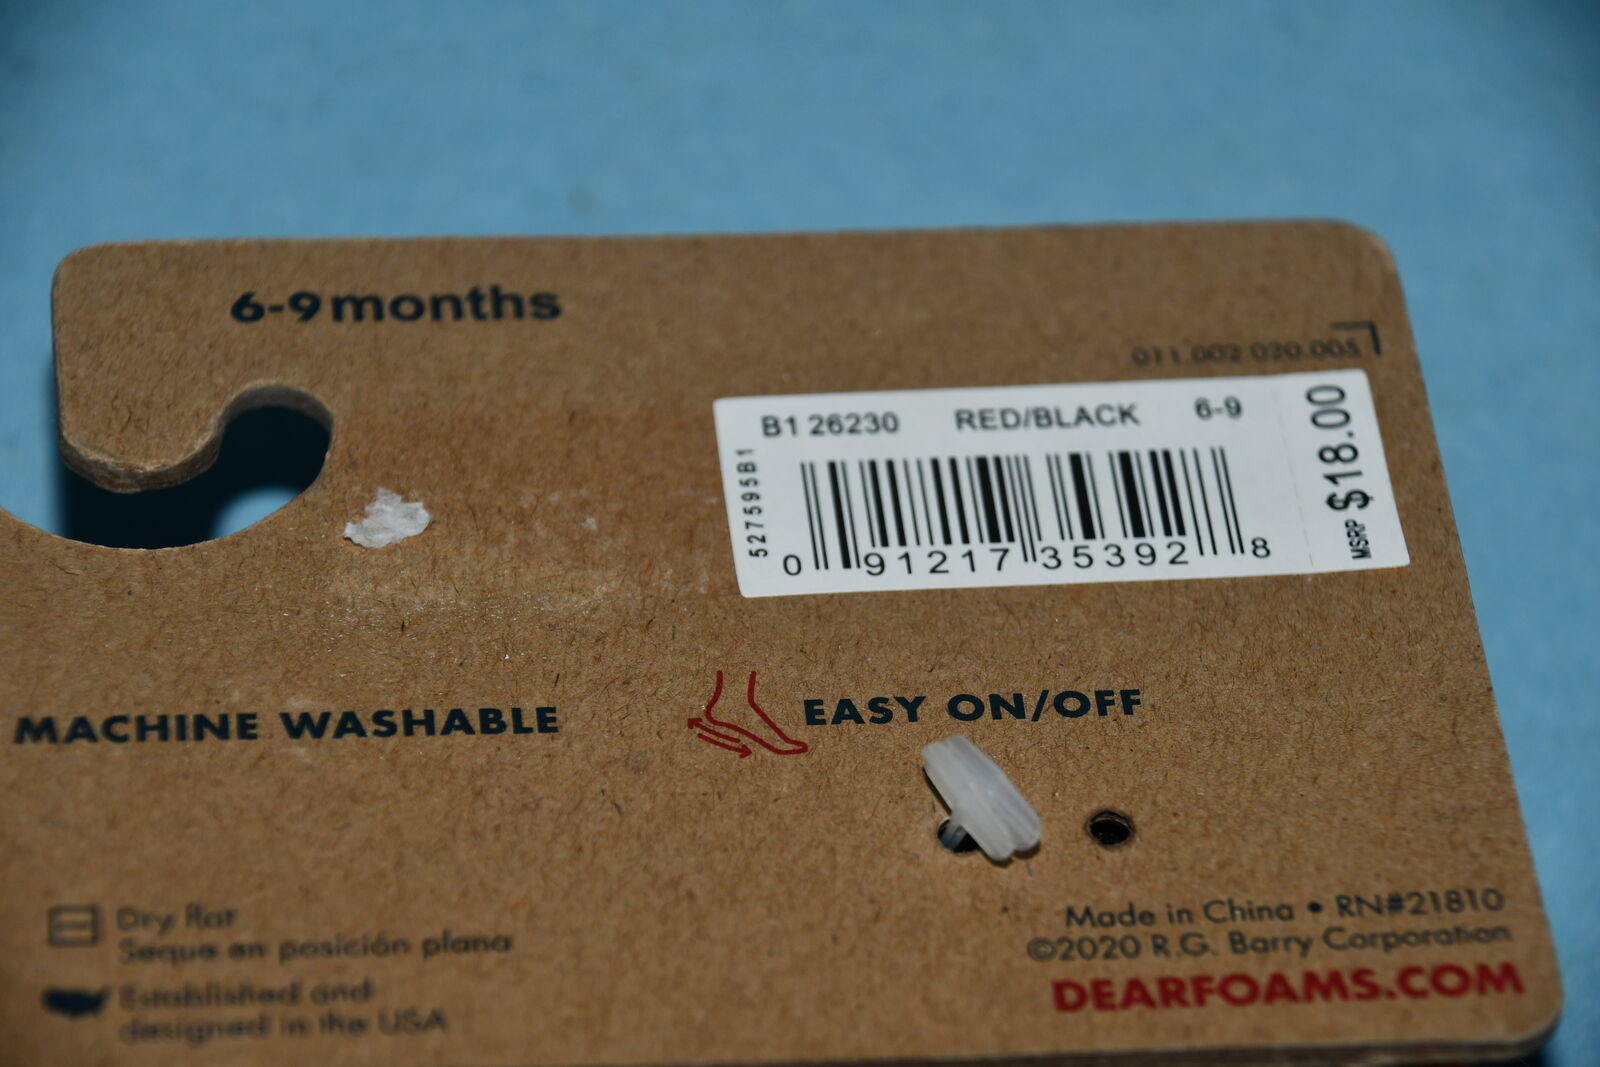 6-9 months
011.002.020.005
B1 26230 RED/BLACK 6-9
527595B1
0 91217 35392 8
MSRP $18.00
MACHINE WASHABLE
EASY ON/OFF
Dry flat
Seque en posición plana
Established and
designed in the USA
Made in China • RN#21810
©2020 R.G. Barry Corporation
DEARFOAMS.COM